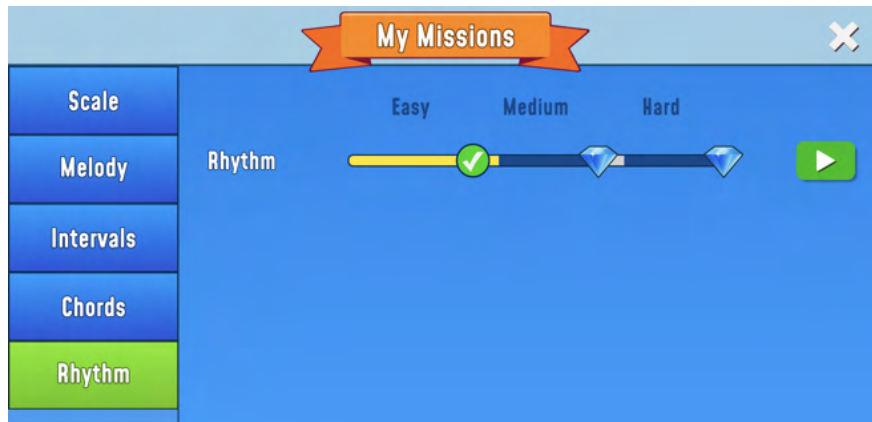 My Missions
Scale
Melody
Intervals
Chords
Rhythm
Easy Medium Hard
Rhythm